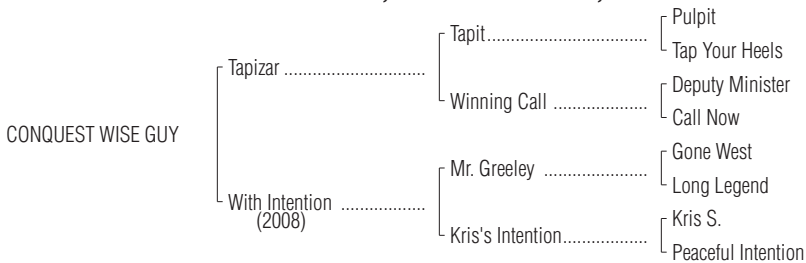 Pulpit
Tapit
Tap Your Heels
Tapizar
Deputy Minister
Winning Call
Call Now
CONQUEST WISE GUY
Gone West
Mr. Greeley
Long Legend
With Intention
(2008)
Kris S.
Kris's Intention
Peaceful Intention